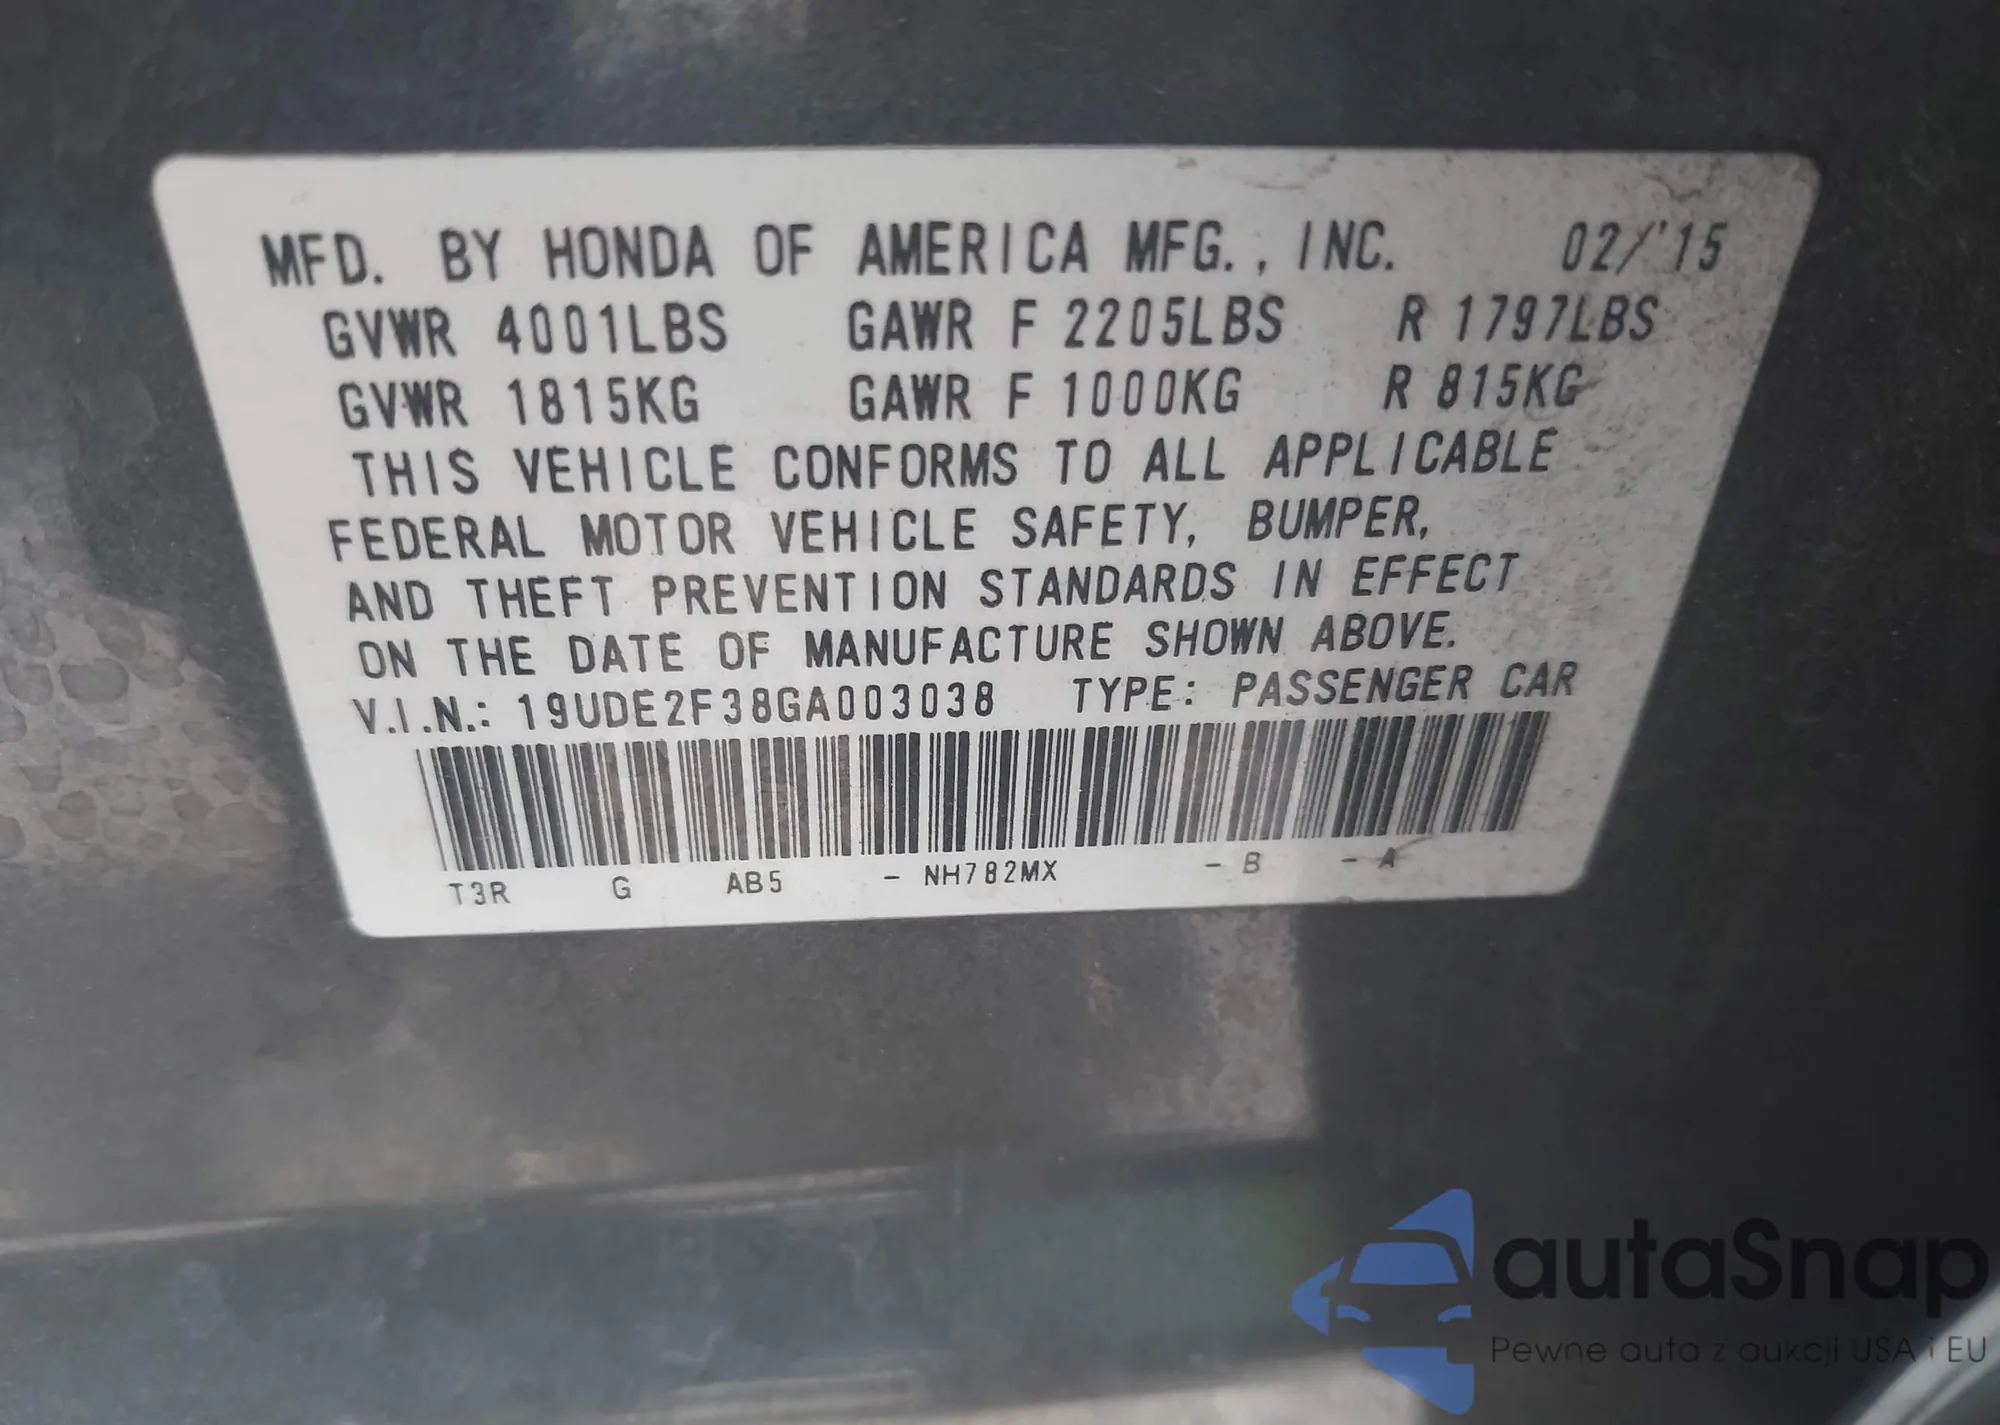 MFD. BY HONDA OF AMERICA MFG., INC. 02/'15
GVWR 4001LBS GAWR F 2205LBS R 1797LBS
GVWR 1815KG GAWR F 1000KG R 815KG
THIS VEHICLE CONFORMS TO ALL APPLICABLE
FEDERAL MOTOR VEHICLE SAFETY, BUMPER,
AND THEFT PREVENTION STANDARDS IN EFFECT
ON THE DATE OF MANUFACTURE SHOWN ABOVE.
V.I.N.: 19UDE2F38GA003038 TYPE: PASSENGER CAR
T3R G AB5 - NH782MX - B - A
autaSnap
Pewne auta z aukcji USA i EU